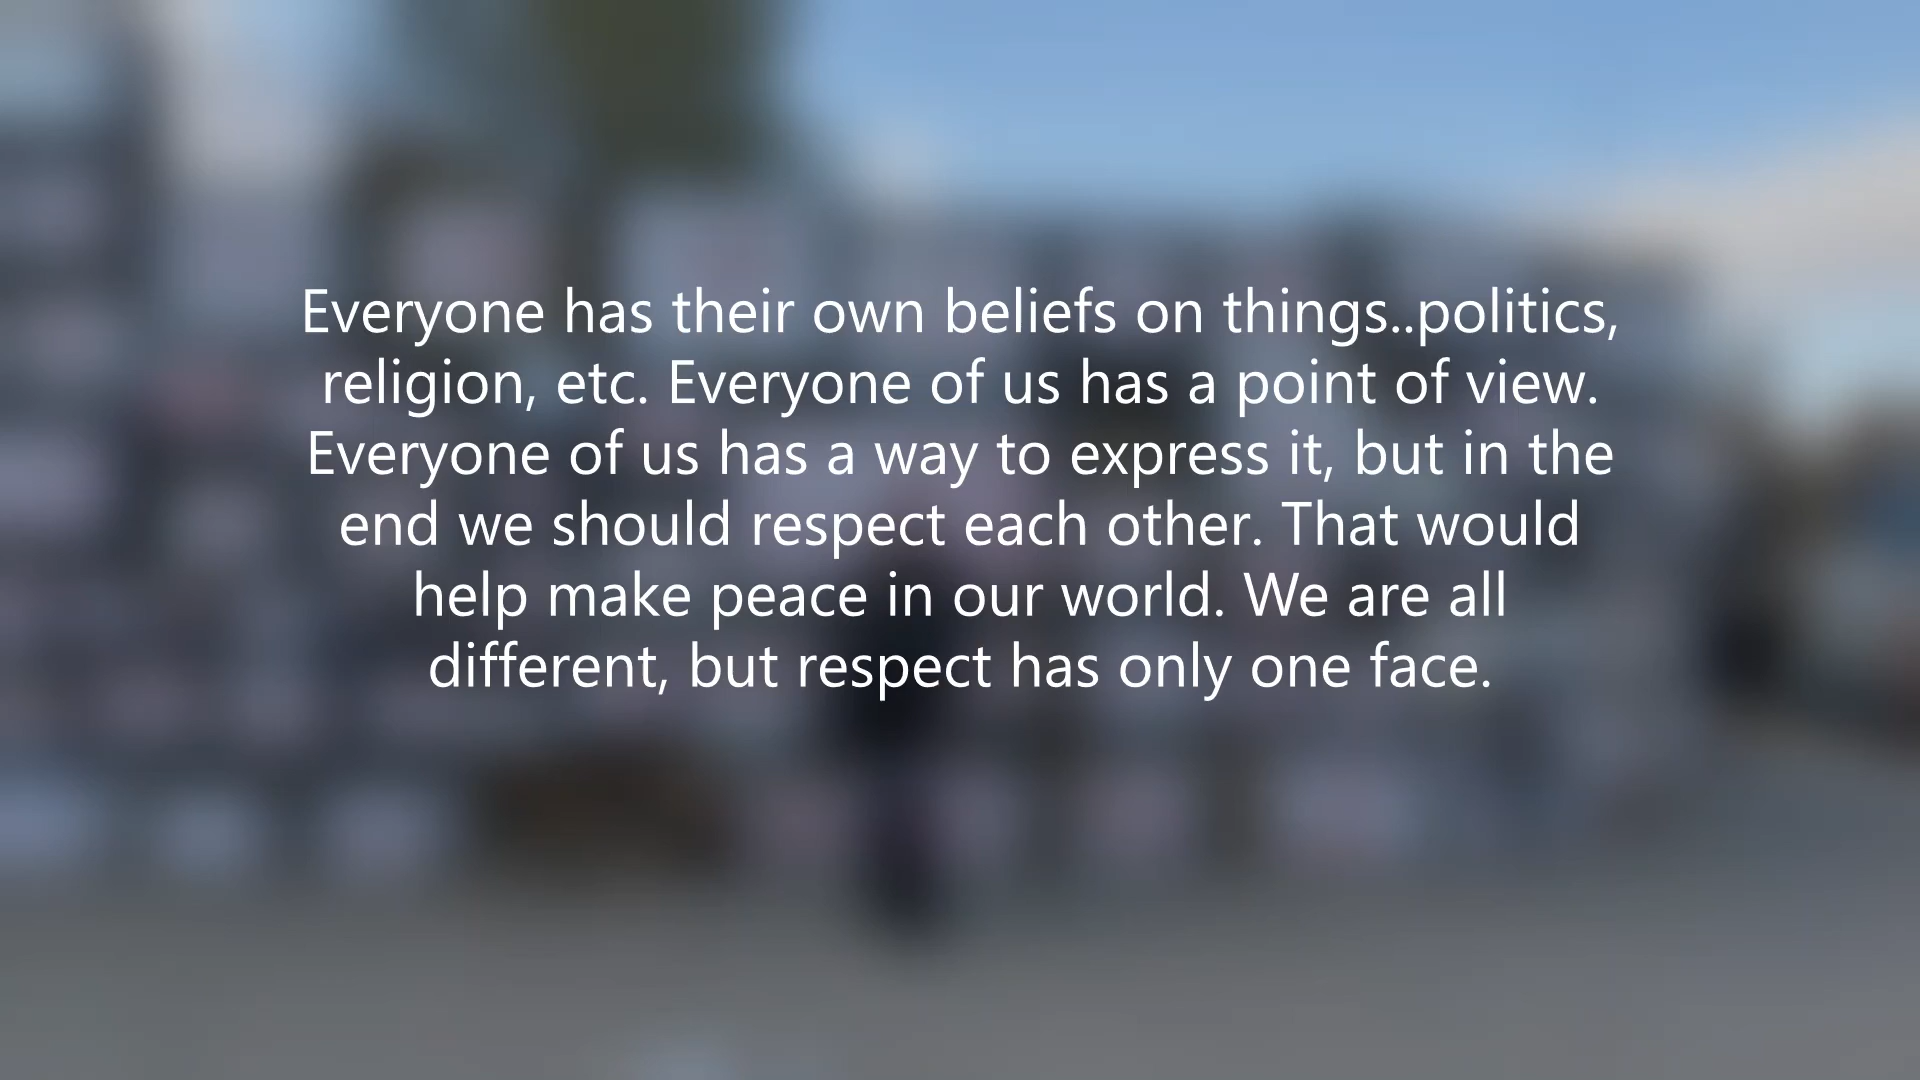 Everyone has their own beliefs on things..politics,
religion, etc. Everyone of us has a point of view.
Everyone of us has a way to express it, but in the
end we should respect each other. That would
help make peace in our world. We are all
different, but respect has only one face.